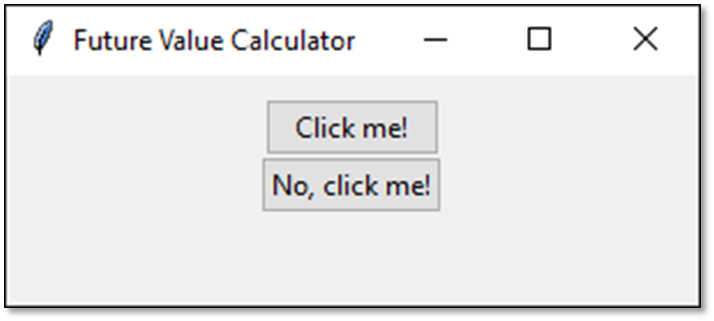 Future Value Calculator
Click me!
No, click me!